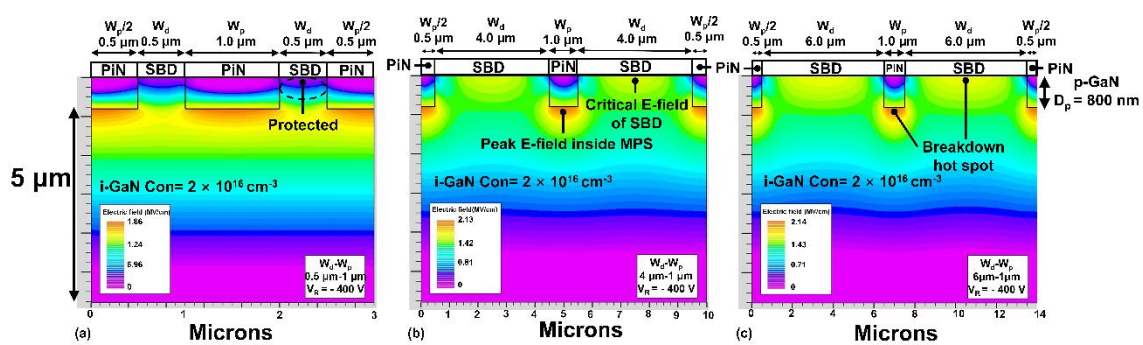 Wp/2 Wd Wp Wd Wp/2
0.5 μm 0.5 μm 1.0 μm 0.5 μm 0.5 μm
PiN SBD PiN SBD PiN
Protected
5 μm
i-GaN Con= 2 × 10¹⁶ cm⁻³
Electric field (MV/cm)
1.86
1.24
5.96
0
Wd-Wp
0.5 μm-1 μm
VR = - 400 V
0 1 2 3
(a) Microns
Wp/2 Wd Wp Wd Wp/2
0.5 μm 4.0 μm 1.0 μm 4.0 μm 0.5 μm
PiN SBD PiN SBD PiN
Critical E-field
of SBD
Peak E-field inside MPS
i-GaN Con= 2 × 10¹⁶ cm⁻³
Electric field (MV/cm)
2.13
1.42
0.81
0
Wd-Wp
4 μm-1 μm
VR = - 400 V
0 1 2 3 4 5 6 7 8 9 10
(b) Microns
Wp/2 Wd Wp Wd Wp/2
0.5 μm 6.0 μm 1.0 μm 6.0 μm 0.5 μm
SBD PiN SBD PiN
p-GaN
Dp = 800 nm
Breakdown
hot spot
i-GaN Con= 2 × 10¹⁶ cm⁻³
Electric field (MV/cm)
2.14
1.43
0.71
0
Wd-Wp
6μm-1μm
VR = - 400 V
0 2 4 6 8 10 12 14
(c) Microns